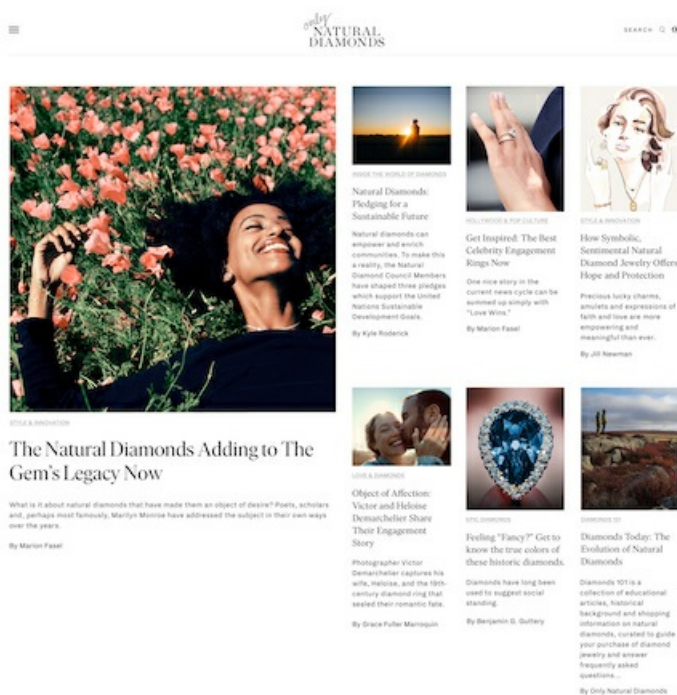 only
NATURAL
DIAMONDS
SEARCH
STYLE & INNOVATION
The Natural Diamonds Adding to The
Gem's Legacy Now
What is it about natural diamonds that have made them an object of desire? Poets, scholars
and, perhaps most famously, Marilyn Monroe have addressed the subject in their own ways
over the years.
By Marion Fasel
INSIDE THE WORLD OF DIAMONDS
Natural Diamonds:
Pledging for a
Sustainable Future
Natural diamonds can
empower and enrich
communities. To make this
a reality, the Natural
Diamond Council Members
have shaped three pledges
which support the United
Nations Sustainable
Development Goals.
By Kyle Roderick
HOLLYWOOD & POP CULTURE
Get Inspired: The Best
Celebrity Engagement
Rings Now
One nice story in the
current news cycle can be
summed up simply with
"Love Wins."
By Marion Fasel
STYLE & INNOVATION
How Symbolic,
Sentimental Natural
Diamond Jewelry Offers
Hope and Protection
Precious lucky charms,
amulets and expressions of
faith and love are more
empowering and
meaningful than ever.
By Jill Newman
LOVE & DIAMONDS
Object of Affection:
Victor and Heloise
Demarchelier Share
Their Engagement
Story
Photographer Victor
Demarchelier captures his
wife, Heloise, and the 19th-
century diamond ring that
sealed their romantic fate.
By Grace Fuller Marroquin
EPIC DIAMONDS
Feeling "Fancy?" Get to
know the true colors of
these historic diamonds.
Diamonds have long been
used to suggest social
standing.
By Benjamin G. Guttery
DIAMONDS 101
Diamonds Today: The
Evolution of Natural
Diamonds
Diamonds 101 is a
collection of educational
articles, historical
background and shopping
information on natural
diamonds, curated to guide
your purchase of diamond
jewelry and answer
frequently asked
questions...
By Only Natural Diamonds